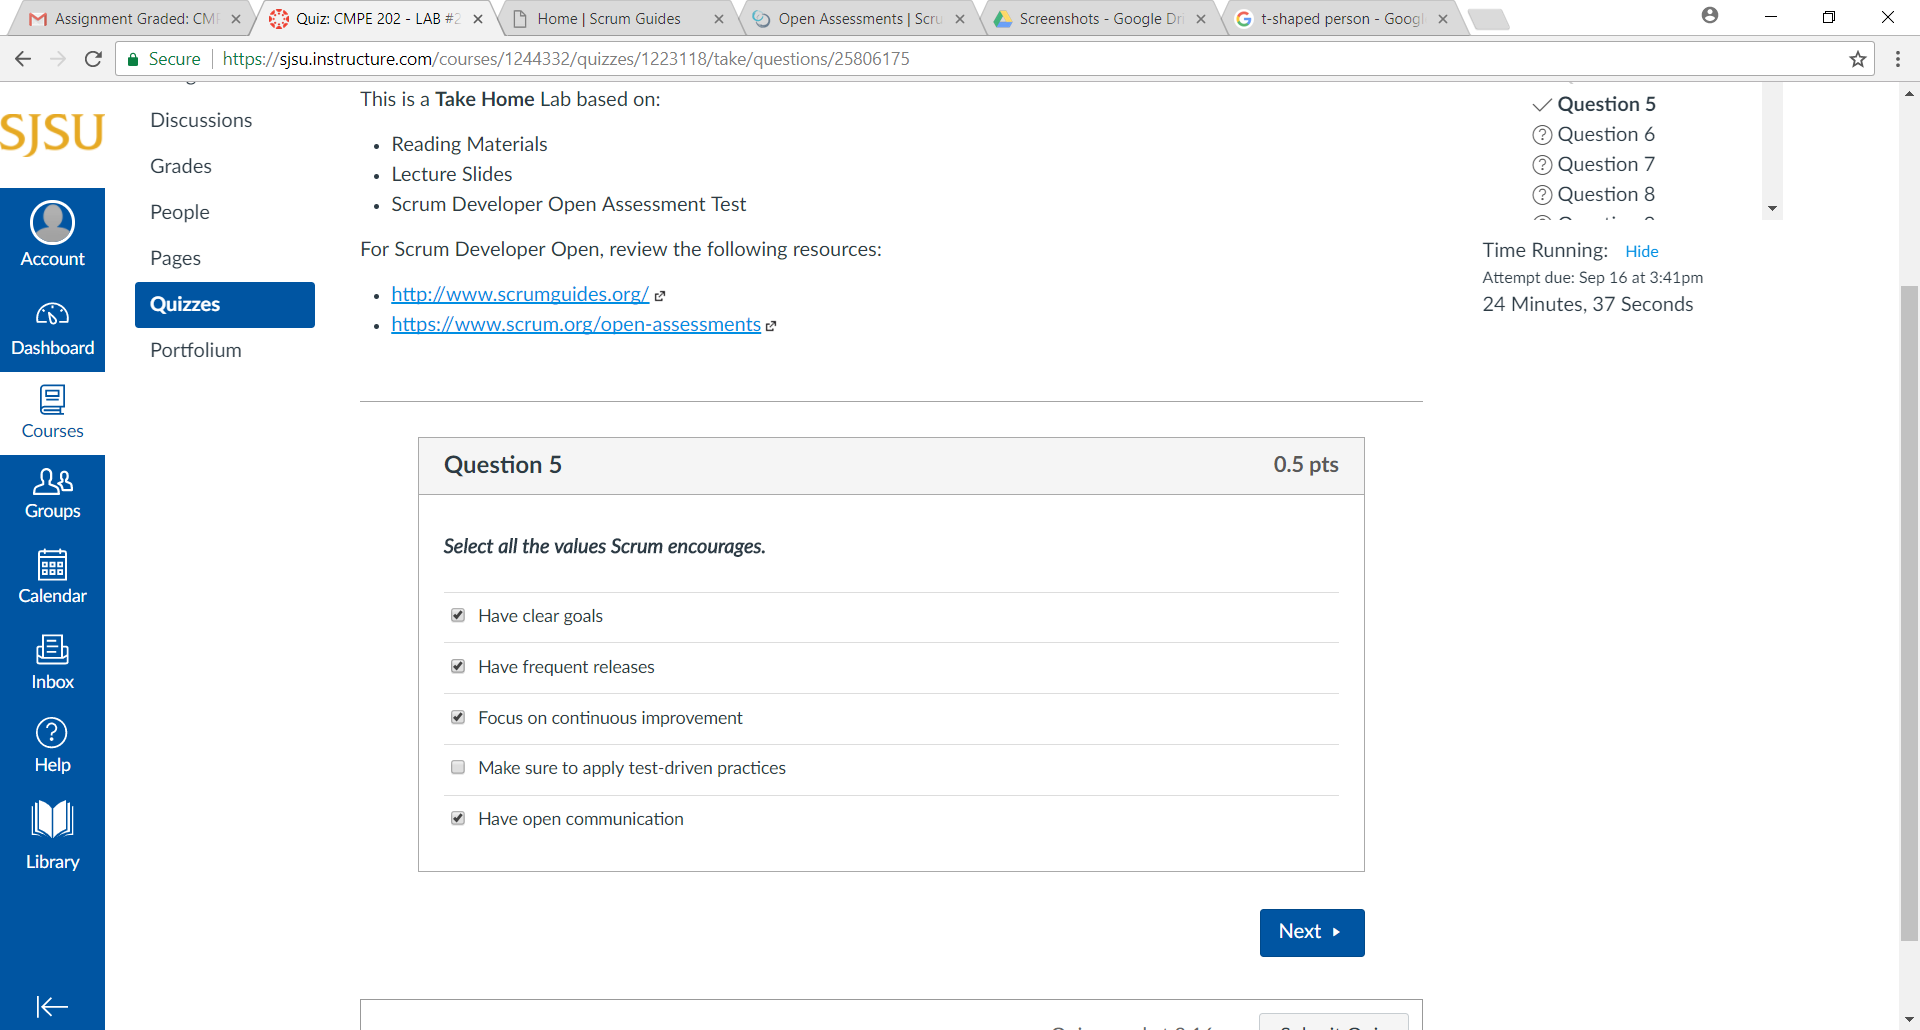 Assignment Graded: CMP
Quiz: CMPE 202 - LAB #2
Home | Scrum Guides
Open Assessments | Scru
Screenshots - Google Dri
t-shaped person - Googl
Secure
https://sjsu.instructure.com/courses/1244332/quizzes/1223118/take/questions/25806175
SJSU
Account
Dashboard
Courses
Groups
Calendar
Inbox
Help
Library
Discussions
Grades
People
Pages
Quizzes
Portfolium
This is a Take Home Lab based on:
• Reading Materials
• Lecture Slides
• Scrum Developer Open Assessment Test
For Scrum Developer Open, review the following resources:
• http://www.scrumguides.org/
• https://www.scrum.org/open-assessments
Question 5
0.5 pts
Select all the values Scrum encourages.
Have clear goals
Have frequent releases
Focus on continuous improvement
Make sure to apply test-driven practices
Have open communication
Next
Question 5
Question 6
Question 7
Question 8
Time Running: Hide
Attempt due: Sep 16 at 3:41pm
24 Minutes, 37 Seconds